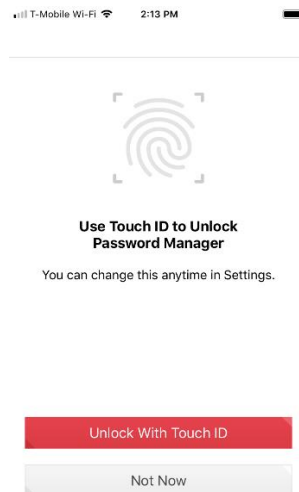 T-Mobile Wi-Fi 2:13 PM
Use Touch ID to Unlock
Password Manager
You can change this anytime in Settings.
Unlock With Touch ID
Not Now